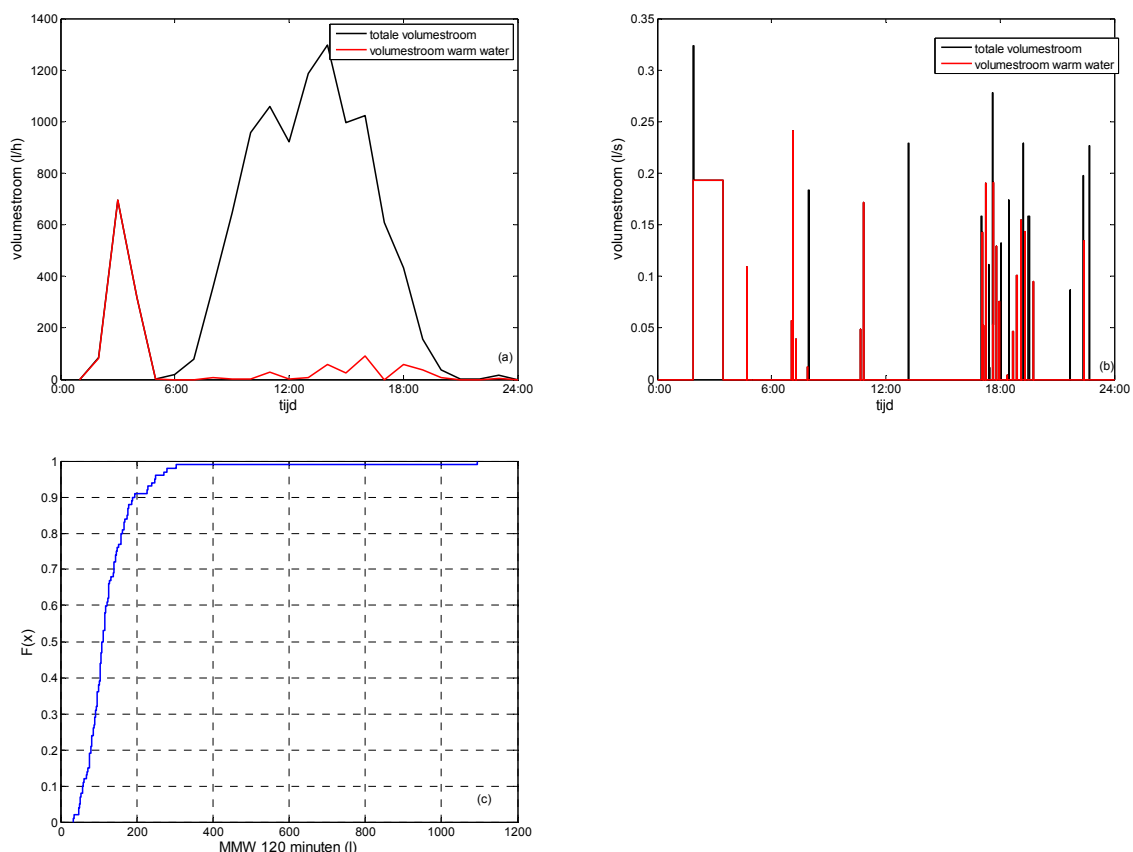 1400
1200
1000
800
600
400
200
0
volumestroom (l/h)
totale volumestroom
volumestroom warm water
(a)
0:00 6:00 12:00 18:00 24:00
tijd
0.35
0.3
0.25
0.2
0.15
0.1
0.05
0
volumestroom (l/s)
totale volumestroom
volumestroom warm water
(b)
0:00 6:00 12:00 18:00 24:00
tijd
1
0.9
0.8
0.7
0.6
0.5
0.4
0.3
0.2
0.1
0
F(x)
(c)
0 200 400 600 800 1000 1200
MMW 120 minuten (l)